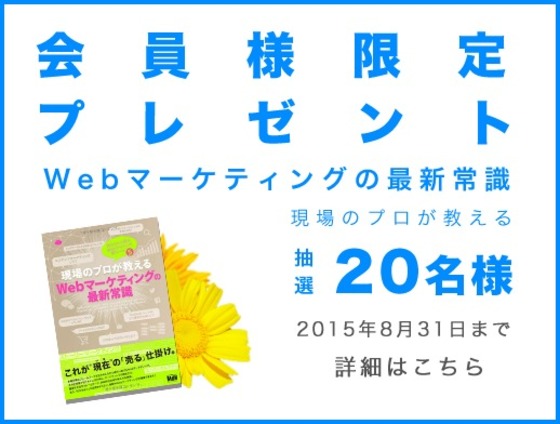 会員様限定
プレゼント
Webマーケティングの最新常識
現場のプロが教える
抽選
20名様
2015年8月31日まで
詳細はこちら
現場のプロが教える
Webマーケティングの
最新常識
これが「現在」の「売る」仕掛け。